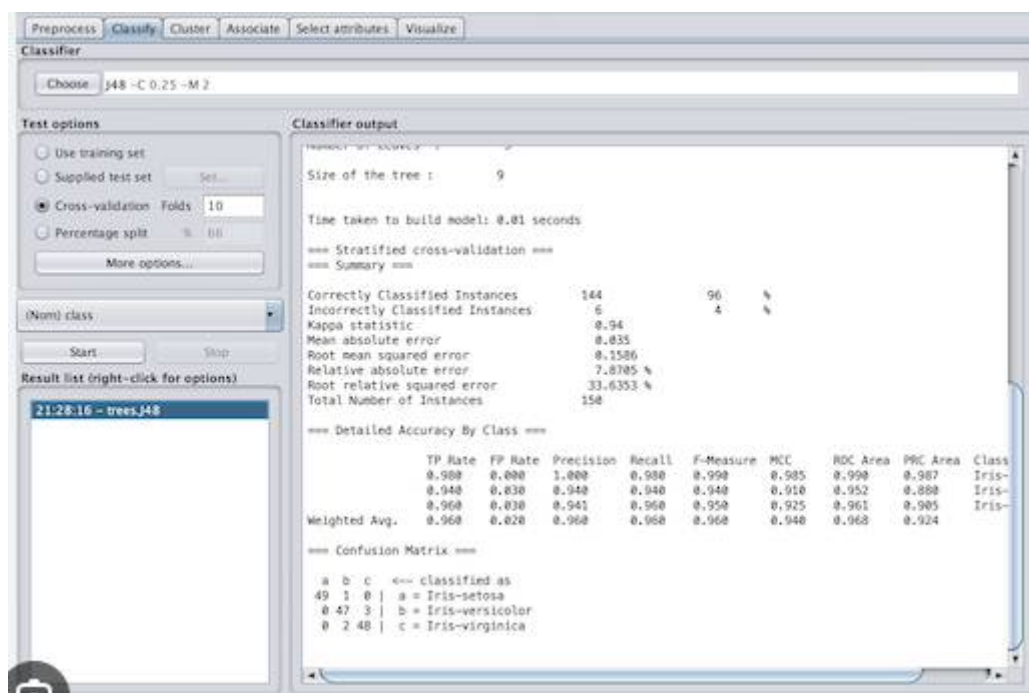 Preprocess Classify Cluster Associate Select attributes Visualize
Classifier
Choose J48 -C 0.25 -M 2
Test options
Use training set
Supplied test set Set...
Cross-validation Folds 10
Percentage split % 66
More options...
(Nom) class
Start Stop
Result list (right-click for options)
21:28:16 - trees.J48
Classifier output
Number of Leaves : 5
Size of the tree : 9
Time taken to build model: 0.01 seconds
=== Stratified cross-validation ===
=== Summary ===
Correctly Classified Instances 144 96 %
Incorrectly Classified Instances 6 4 %
Kappa statistic 0.94
Mean absolute error 0.035
Root mean squared error 0.1586
Relative absolute error 7.8705 %
Root relative squared error 33.6353 %
Total Number of Instances 150
=== Detailed Accuracy By Class ===
TP Rate FP Rate Precision Recall F-Measure MCC ROC Area PRC Area Class
0.980 0.000 1.000 0.980 0.990 0.985 0.990 0.987 Iris-
0.940 0.030 0.940 0.940 0.940 0.910 0.952 0.880 Iris-
0.960 0.030 0.941 0.960 0.950 0.925 0.961 0.905 Iris-
Weighted Avg. 0.960 0.020 0.960 0.960 0.960 0.940 0.968 0.924
=== Confusion Matrix ===
a b c <-- classified as
49 1 0 | a = Iris-setosa
0 47 3 | b = Iris-versicolor
0 2 48 | c = Iris-virginica